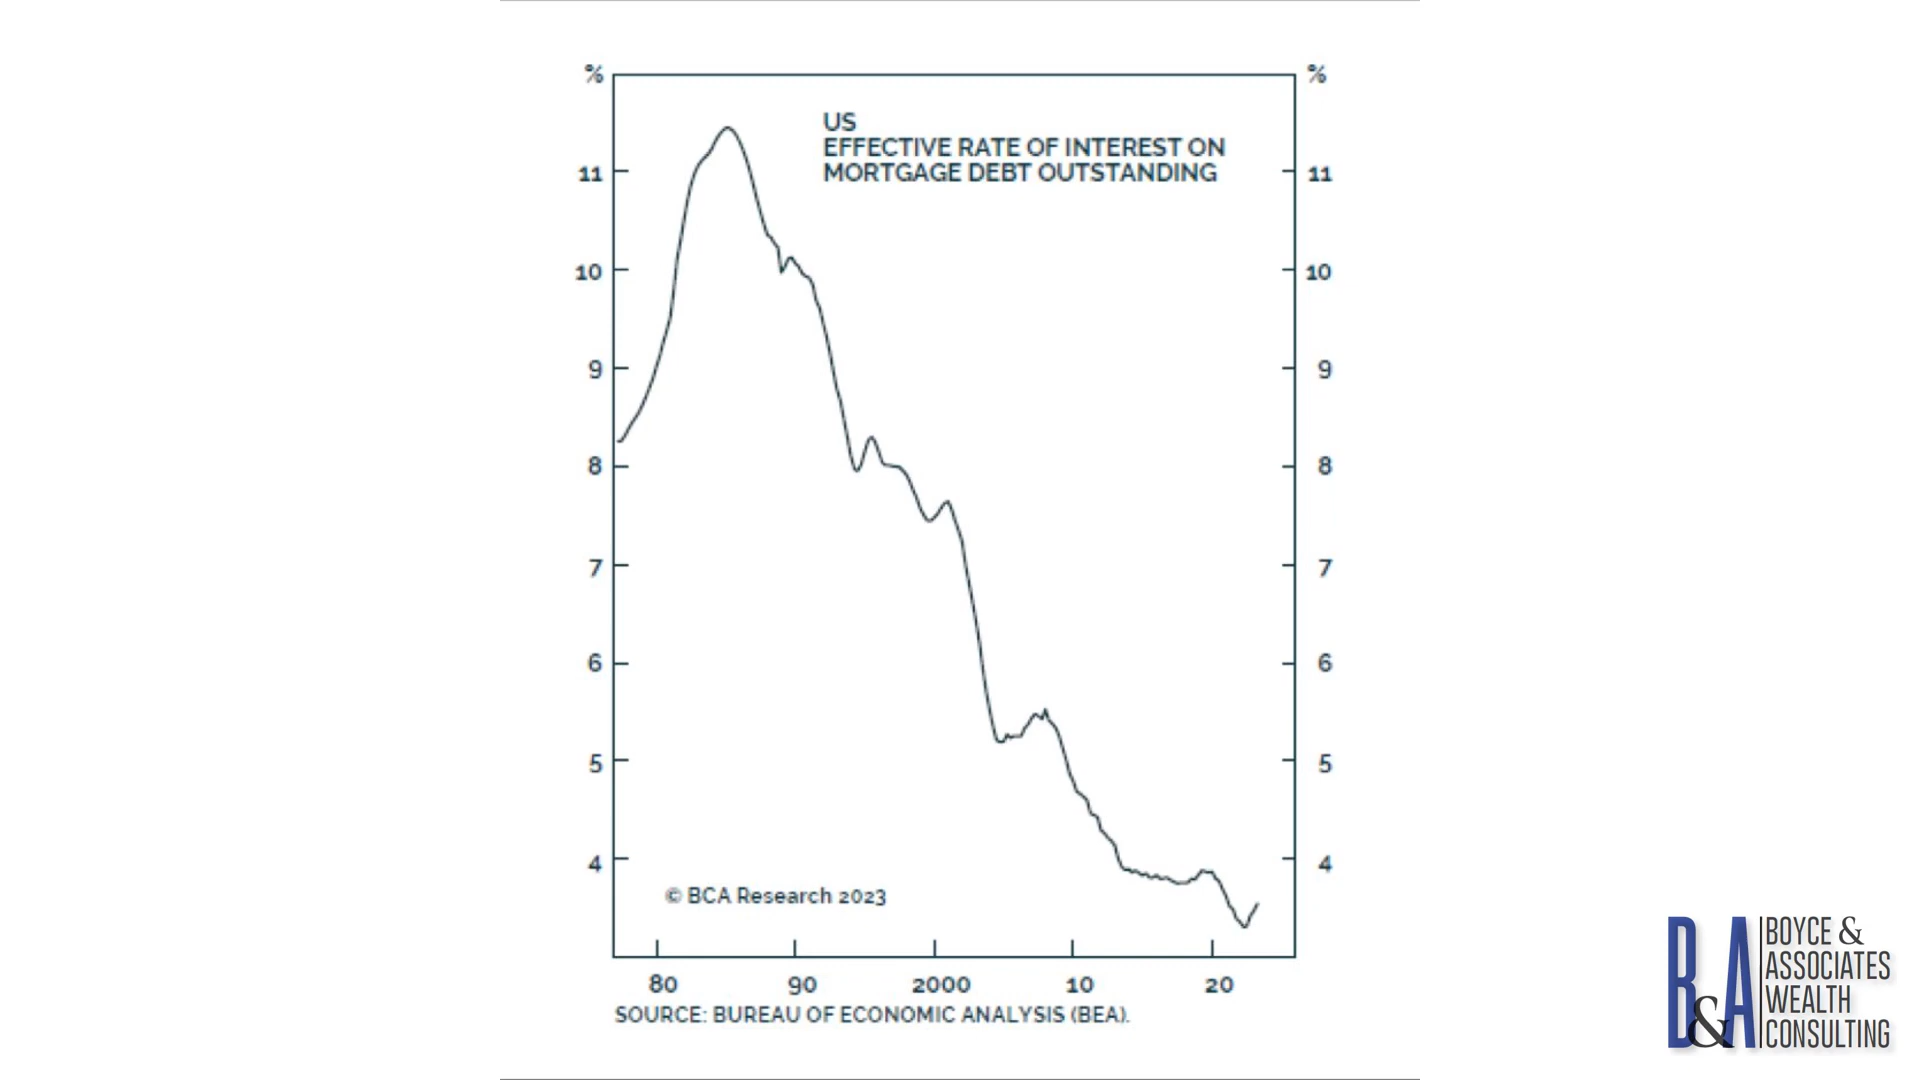 % %
US
EFFECTIVE RATE OF INTEREST ON
MORTGAGE DEBT OUTSTANDING
11 11
10 10
9 9
8 8
7 7
6 6
5 5
4 4
© BCA Research 2023
80 90 2000 10 20
SOURCE: BUREAU OF ECONOMIC ANALYSIS (BEA).
B&A
BOYCE &
ASSOCIATES
WEALTH
CONSULTING